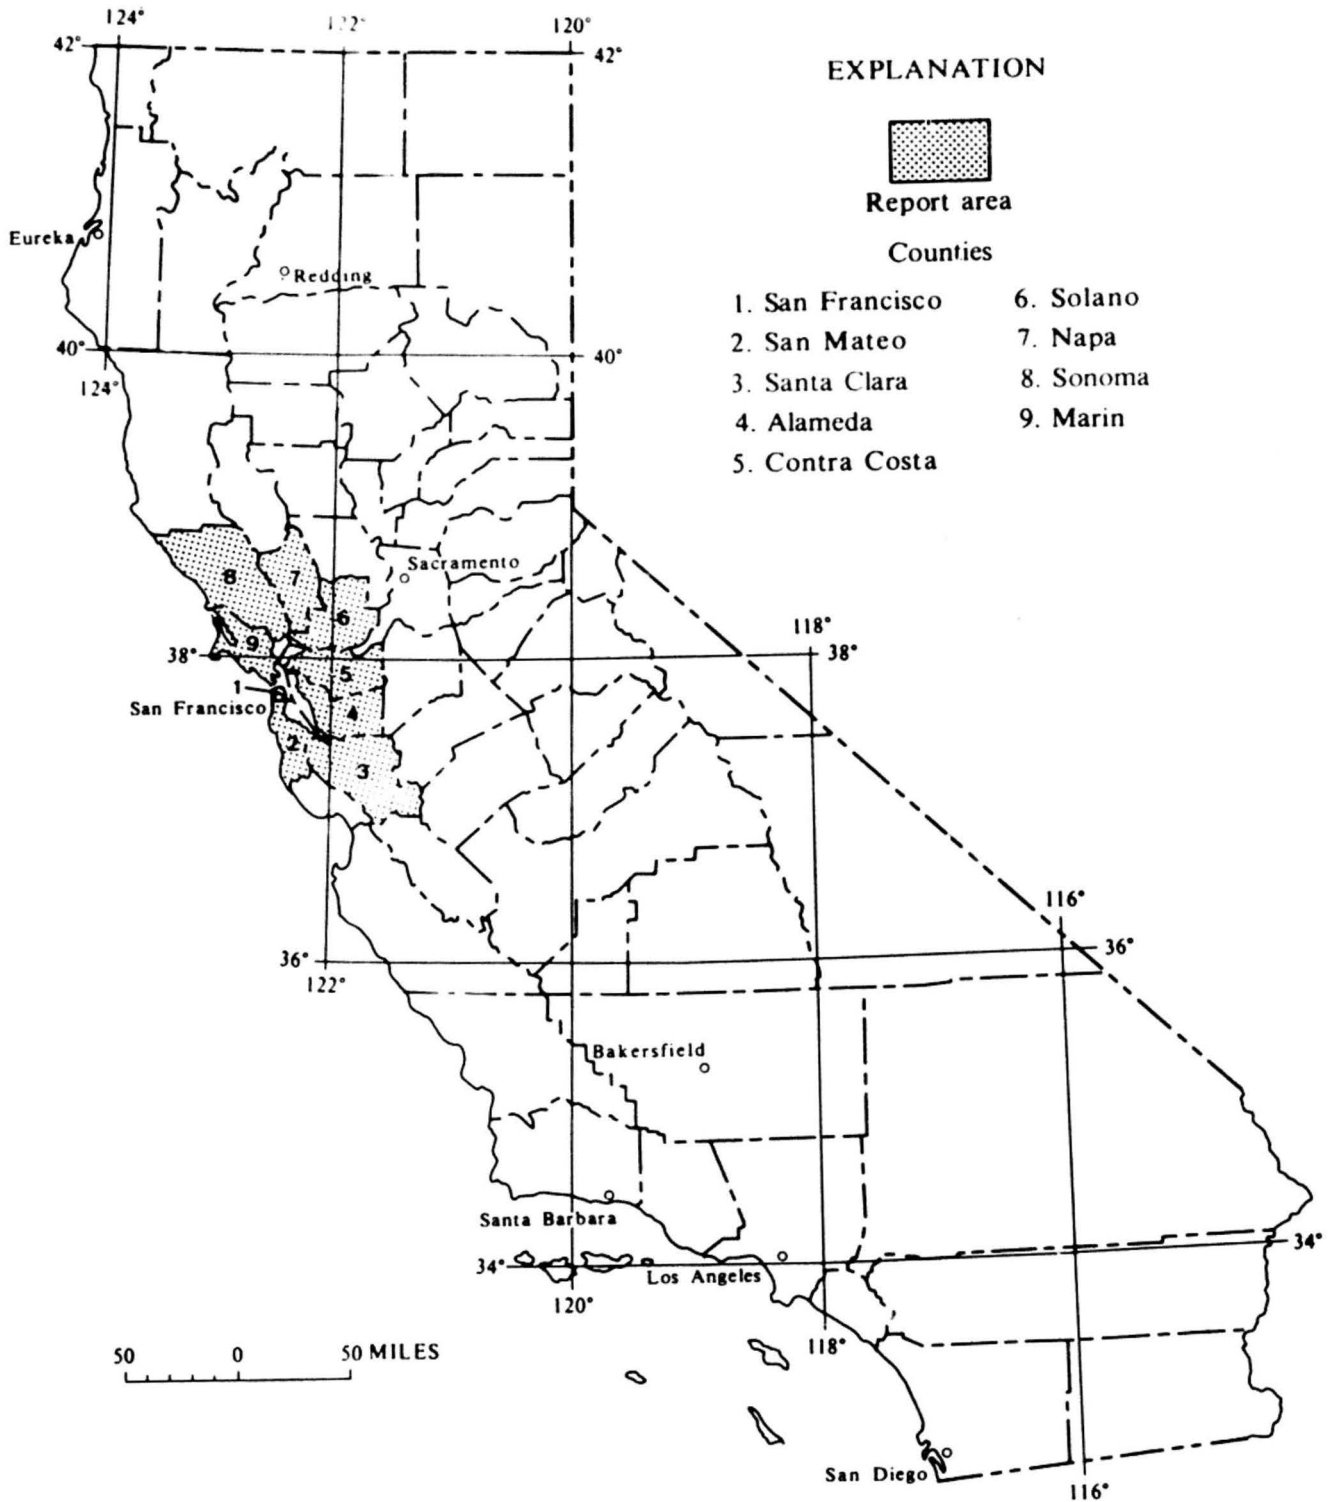 124°
122°
120°
42°
42°
EXPLANATION
Report area
Counties
1. San Francisco
2. San Mateo
3. Santa Clara
4. Alameda
5. Contra Costa
6. Solano
7. Napa
8. Sonoma
9. Marin
Eureka
Redding
40°
40°
124°
Sacramento
8
7
6
118°
9
38°
38°
5
1
San Francisco
4
2
3
116°
36°
36°
122°
Bakersfield
Santa Barbara
34°
34°
Los Angeles
120°
118°
50 0 50 MILES
San Diego
116°